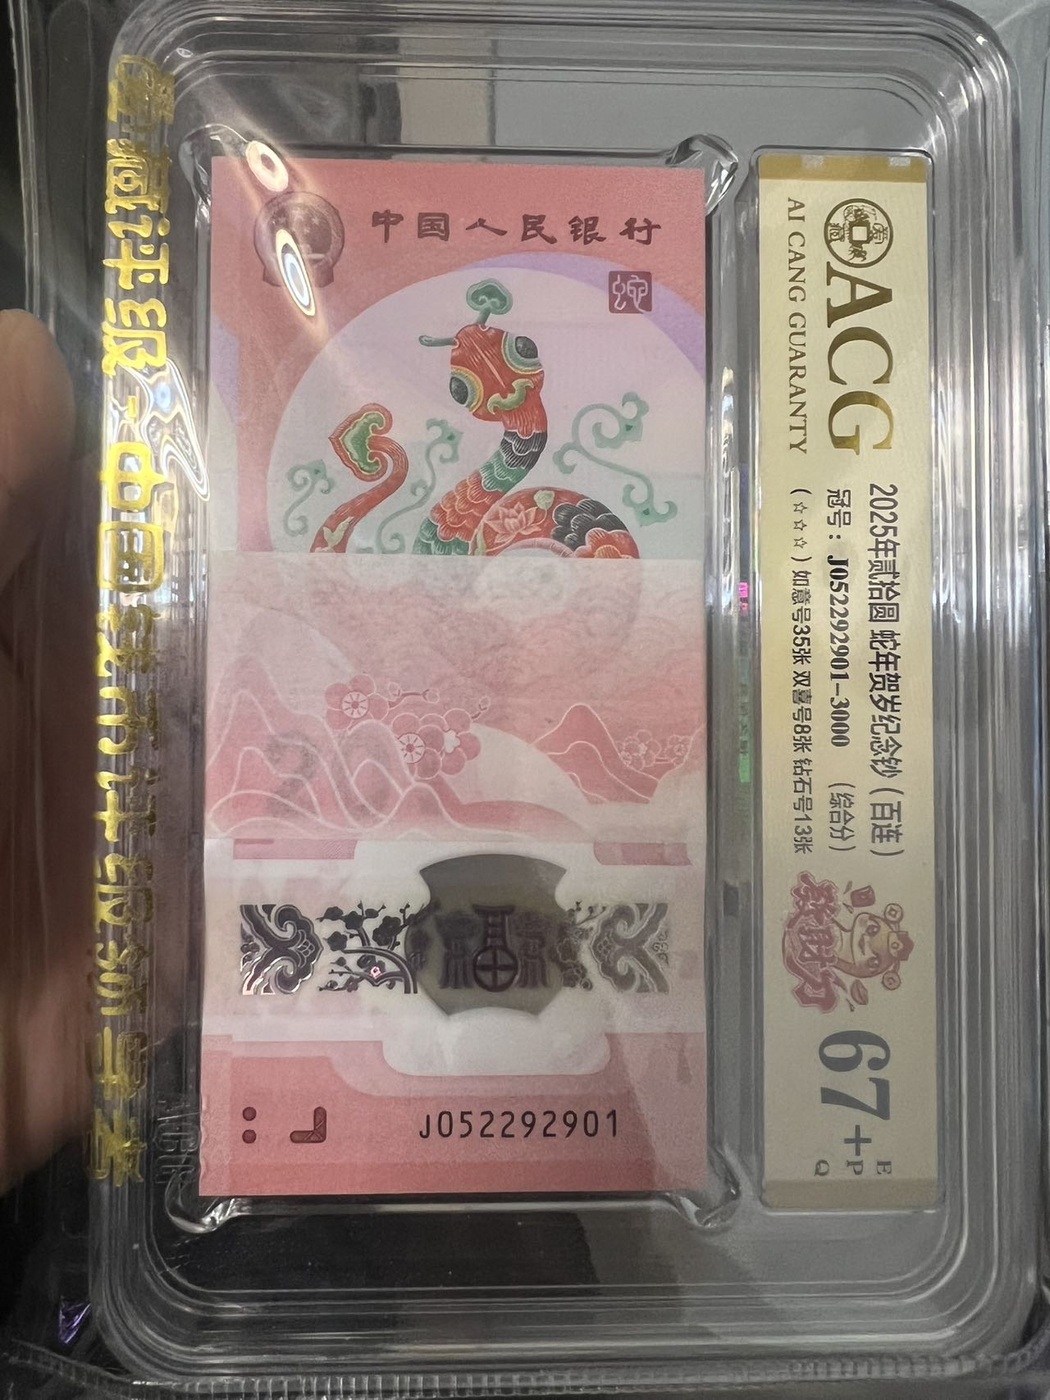 中国人民银行
蛇
福
J052292901
ACG
AI CANG GUARANTY
2025年贰拾圆 蛇年贺岁纪念钞（百连）
冠号：J052292901-3000 （综合分）
（☆☆☆）如意号35张 双喜号8张 钻石号13张
67+
E
P
Q